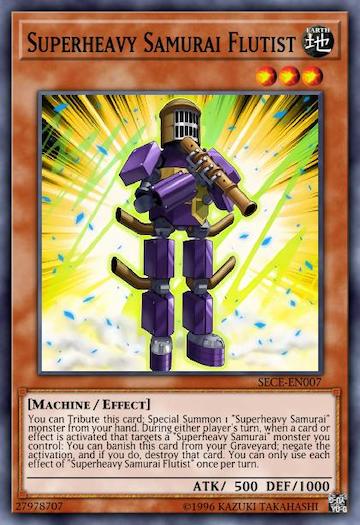 SUPERHEAVY SAMURAI FLUTIST
EARTH
地
SECE-EN007
[MACHINE / EFFECT]
You can Tribute this card; Special Summon 1 "Superheavy Samurai"
monster from your hand. During either player's turn, when a card or
effect is activated that targets a "Superheavy Samurai" monster you
control: You can banish this card from your Graveyard; negate the
activation, and if you do, destroy that card. You can only use each
effect of "Superheavy Samurai Flutist" once per turn.
ATK/ 500 DEF/1000
27978707
©1996 KAZUKI TAKAHASHI